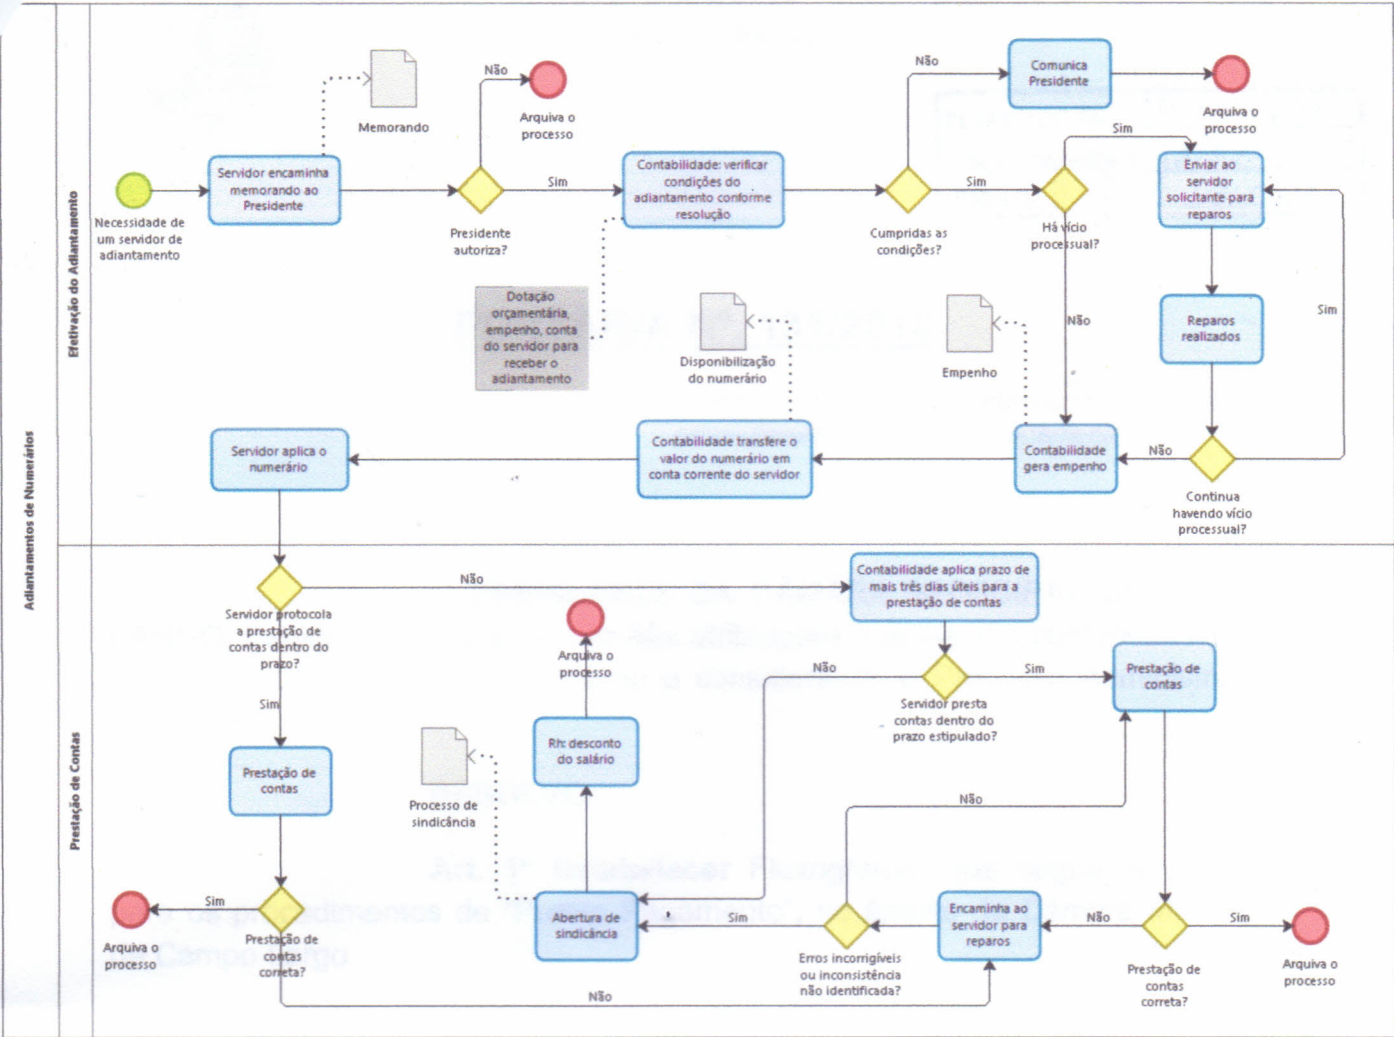 Adiantamentos de Numerários
Efetivação do Adiantamento
Necessidade de
um servidor de
adiantamento
Servidor encaminha
memorando ao
Presidente
Memorando
Presidente
autoriza?
Não
Arquiva o
processo
Sim
Contabilidade: verificar
condições do
adiantamento conforme
resolução
Dotação
orçamentária,
empenho, conta
do servidor para
receber o
adiantamento
Cumpridas as
condições?
Não
Comunica
Presidente
Arquiva o
processo
Sim
Há vício
processual?
Sim
Enviar ao
servidor
solicitante para
reparos
Reparos
realizados
Continua
havendo vício
processual?
Sim
Não
Não
Contabilidade
gera empenho
Empenho
Contabilidade transfere o
valor do numerário em
conta corrente do servidor
Disponibilização
do numerário
Servidor aplica o
numerário
Prestação de Contas
Servidor protocola
a prestação de
contas dentro do
prazo?
Não
Contabilidade aplica prazo de
mais três dias úteis para a
prestação de contas
Servidor presta
contas dentro do
prazo estipulado?
Não
Sim
Prestação de
contas
Sim
Prestação de
contas
Prestação de
contas
correta?
Sim
Arquiva o
processo
Não
Encaminha ao
servidor para
reparos
Erros incorrigíveis
ou inconsistência
não identificada?
Não
Sim
Abertura de
sindicância
Processo de
sindicância
Rh: desconto
do salário
Arquiva o
processo
Prestação de
contas
correta?
Não
Sim
Arquiva o
processo